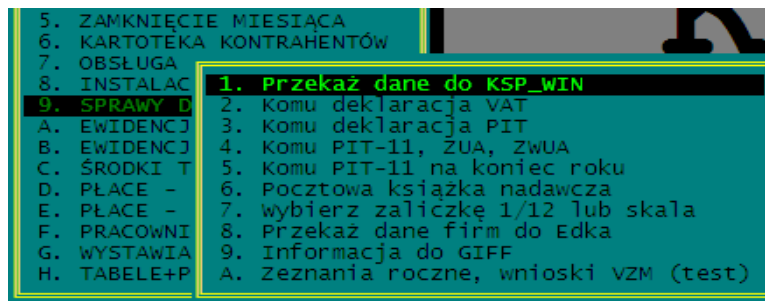 5. ZAMKNIĘCIE MIESIĄCA
6. KARTOTEKA KONTRAHENTÓW
7. OBSŁUGA
8. INSTALAC
9. SPRAWY D
A. EWIDENCJ
B. EWIDENCJ
C. ŚRODKI T
D. PŁACE -
E. PŁACE -
F. PRACOWNI
G. WYSTAWIA
H. TABELE+P
1. Przekaż dane do KSP_WIN
2. Komu deklaracja VAT
3. Komu deklaracja PIT
4. Komu PIT-11, ZUA, ZWUA
5. Komu PIT-11 na koniec roku
6. Pocztowa książka nadawcza
7. Wybierz zaliczkę 1/12 lub skala
8. Przekaż dane firm do Edka
9. Informacja do GIFF
A. Zeznania roczne, wnioski VZM (test)